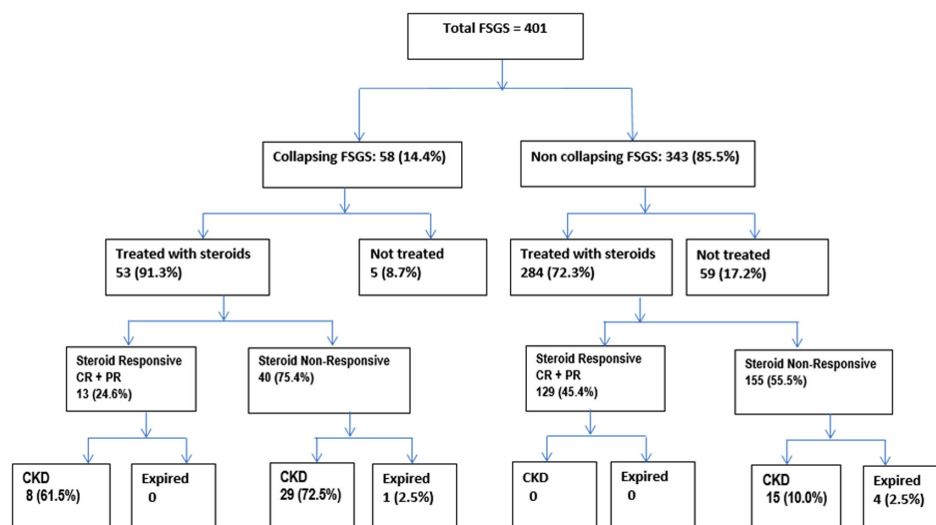 Total FSGS = 401
Collapsing FSGS: 58 (14.4%)
Non collapsing FSGS: 343 (85.5%)
Treated with steroids
53 (91.3%)
Not treated
5 (8.7%)
Treated with steroids
284 (72.3%)
Not treated
59 (17.2%)
Steroid Responsive
CR + PR
13 (24.6%)
Steroid Non-Responsive
40 (75.4%)
Steroid Responsive
CR + PR
129 (45.4%)
Steroid Non-Responsive
155 (55.5%)
CKD
8 (61.5%)
Expired
0
CKD
29 (72.5%)
Expired
1 (2.5%)
CKD
0
Expired
0
CKD
15 (10.0%)
Expired
4 (2.5%)